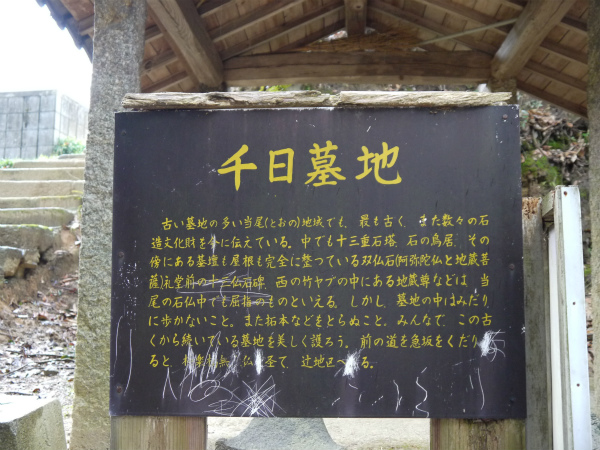 千日墓地
古い墓地の多い当尾(とおの)地域でも、最も古く、また数々の石
造文化財を今に伝えている。中でも十三重石塔、石の鳥居、その
傍にある基壇も屋根も完全に整っている双仏石(阿弥陀仏と地蔵菩
薩)礼堂前の十三仏石碑、西の竹ヤブの中にある地蔵尊などは、当
尾の石仏中でも屈指のものといえる。しかし、墓地の中はみだり
に歩かないこと。また拓本などをとらぬこと。みんなで、この古
くから続いている墓地を美しく護ろう。前の道を急坂をくだり
ると、 仏 て、辻地区へ る。